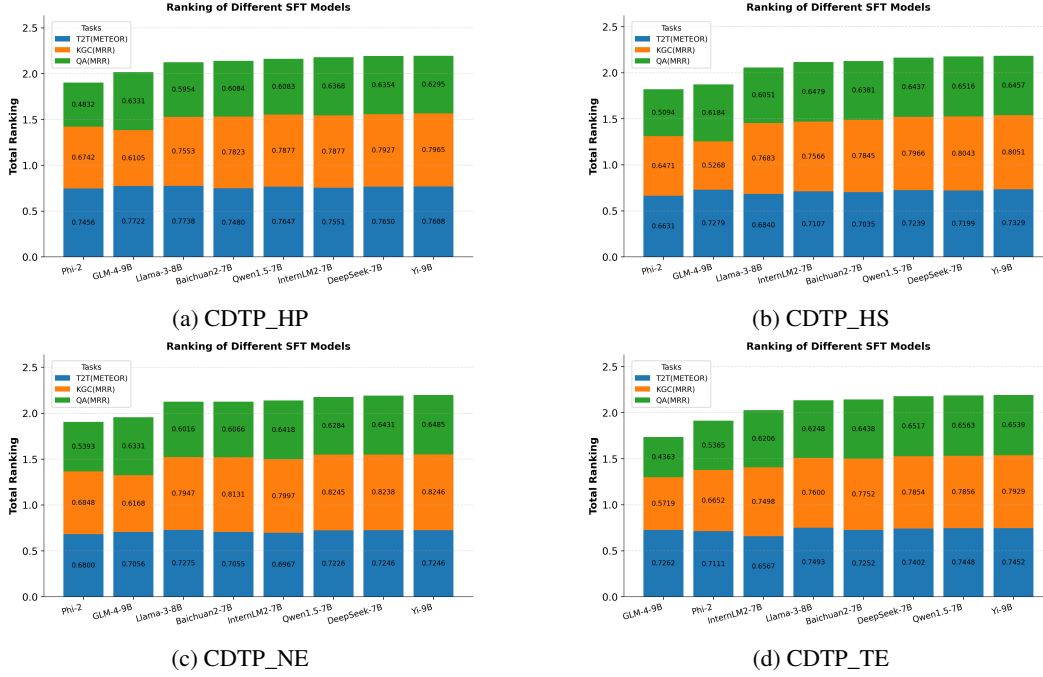 Ranking of Different SFT Models
Total Ranking
2.5
2.0
1.5
1.0
0.5
0.0
Tasks
T2T(METEOR)
KGC(MRR)
QA(MRR)
0.4832 0.6331 0.5954 0.6084 0.6083 0.6368 0.6354 0.6295
0.6742 0.6105 0.7553 0.7823 0.7877 0.7877 0.7927 0.7965
0.7456 0.7722 0.7738 0.7480 0.7647 0.7551 0.7650 0.7688
Phi-2 GLM-4-9B Llama-3-8B Baichuan2-7B Qwen1.5-7B InternLM2-7B DeepSeek-7B Yi-9B
(a) CDTP_HP
Ranking of Different SFT Models
Total Ranking
2.5
2.0
1.5
1.0
0.5
0.0
Tasks
T2T(METEOR)
KGC(MRR)
QA(MRR)
0.5094 0.6184 0.6051 0.6479 0.6381 0.6437 0.6516 0.6457
0.6471 0.5268 0.7683 0.7566 0.7845 0.7966 0.8043 0.8051
0.6631 0.7279 0.6840 0.7107 0.7035 0.7239 0.7199 0.7329
Phi-2 GLM-4-9B Llama-3-8B InternLM2-7B Baichuan2-7B Qwen1.5-7B DeepSeek-7B Yi-9B
(b) CDTP_HS
Ranking of Different SFT Models
Total Ranking
2.5
2.0
1.5
1.0
0.5
0.0
Tasks
T2T(METEOR)
KGC(MRR)
QA(MRR)
0.5393 0.6331 0.6016 0.6066 0.6418 0.6284 0.6431 0.6485
0.6848 0.6168 0.7947 0.8131 0.7997 0.8245 0.8238 0.8246
0.6800 0.7056 0.7275 0.7055 0.6967 0.7226 0.7246 0.7246
Phi-2 GLM-4-9B Llama-3-8B Baichuan2-7B InternLM2-7B Qwen1.5-7B DeepSeek-7B Yi-9B
(c) CDTP_NE
Ranking of Different SFT Models
Total Ranking
2.5
2.0
1.5
1.0
0.5
0.0
Tasks
T2T(METEOR)
KGC(MRR)
QA(MRR)
0.4363 0.5365 0.6206 0.6248 0.6438 0.6517 0.6563 0.6539
0.5719 0.6652 0.7498 0.7600 0.7752 0.7854 0.7856 0.7929
0.7262 0.7111 0.6567 0.7493 0.7252 0.7402 0.7448 0.7452
GLM-4-9B Phi-2 InternLM2-7B Llama-3-8B Baichuan2-7B DeepSeek-7B Qwen1.5-7B Yi-9B
(d) CDTP_TE